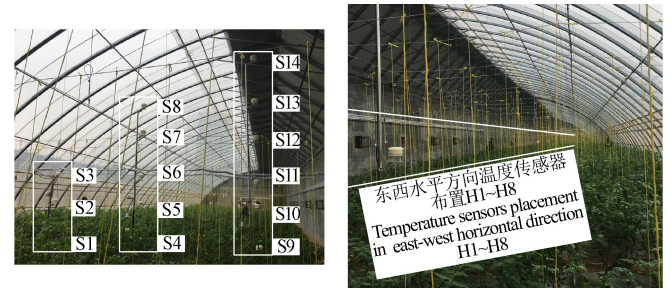 S14
S13
S12
S11
S10
S9
S8
S7
S6
S5
S4
S3
S2
S1
东西水平方向温度传感器
布置H1~H8
Temperature sensors placement
in east-west horizontal direction
H1~H8